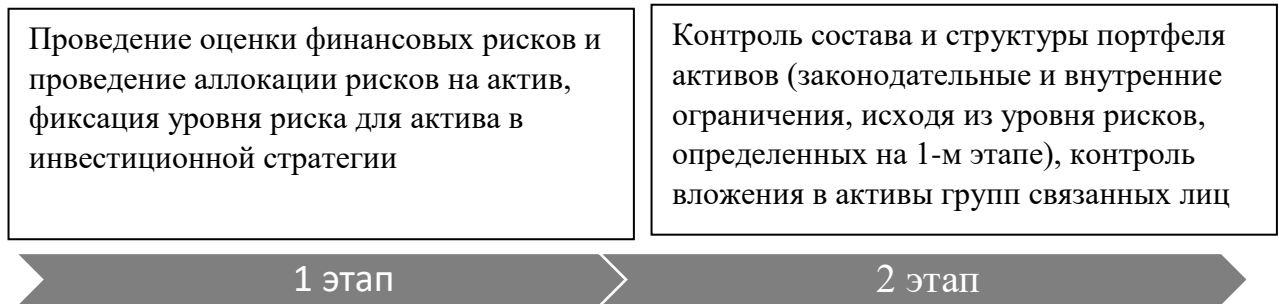 Проведение оценки финансовых рисков и
проведение аллокации рисков на актив,
фиксация уровня риска для актива в
инвестиционной стратегии
Контроль состава и структуры портфеля
активов (законодательные и внутренние
ограничения, исходя из уровня рисков,
определенных на 1-м этапе), контроль
вложения в активы групп связанных лиц
1 этап
2 этап